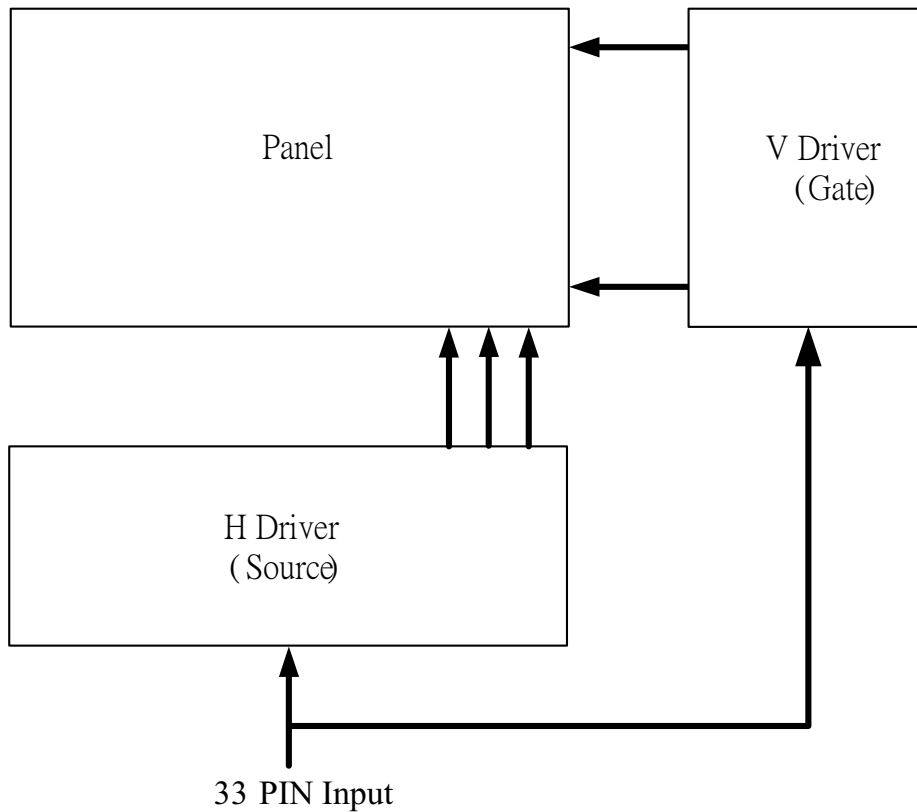 Panel
V Driver
(Gate)
H Driver
(Source)
33 PIN Input